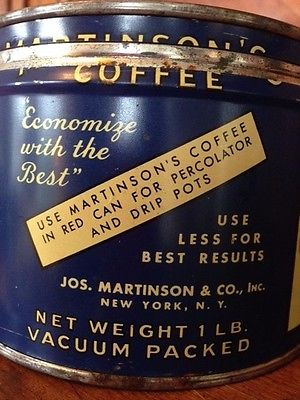 MARTINSON'S
COFFEE
Economize
with the
Best"
USE MARTINSON'S COFFEE
IN RED CAN FOR PERCOLATOR
AND DRIP POTS
USE
LESS FOR
BEST RESULTS
JOS. MARTINSON & CO., INC.
NEW YORK, N. Y.
NET WEIGHT 1 LB.
VACUUM PACKED